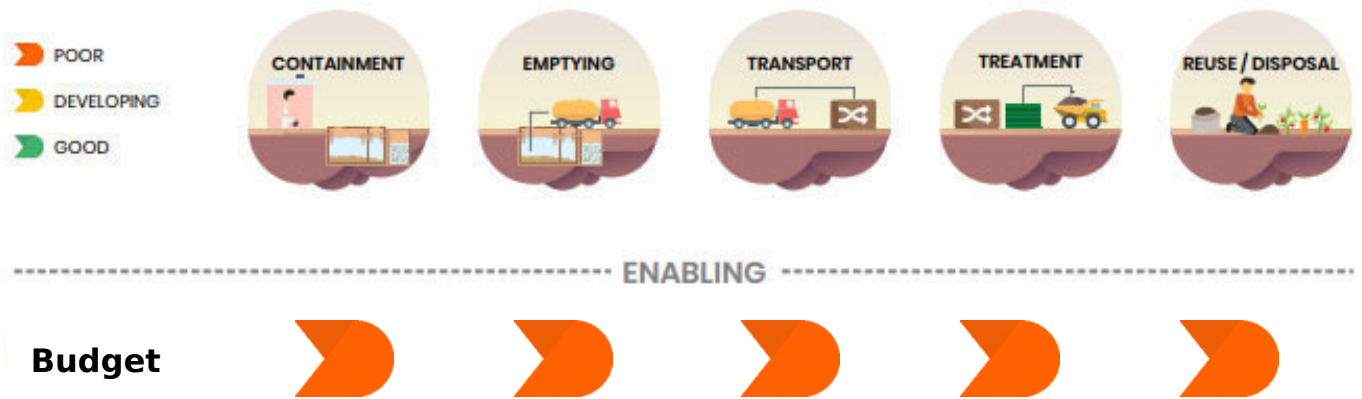 POOR
DEVELOPING
GOOD
CONTAINMENT
EMPTYING
TRANSPORT
TREATMENT
REUSE / DISPOSAL
ENABLING
Budget